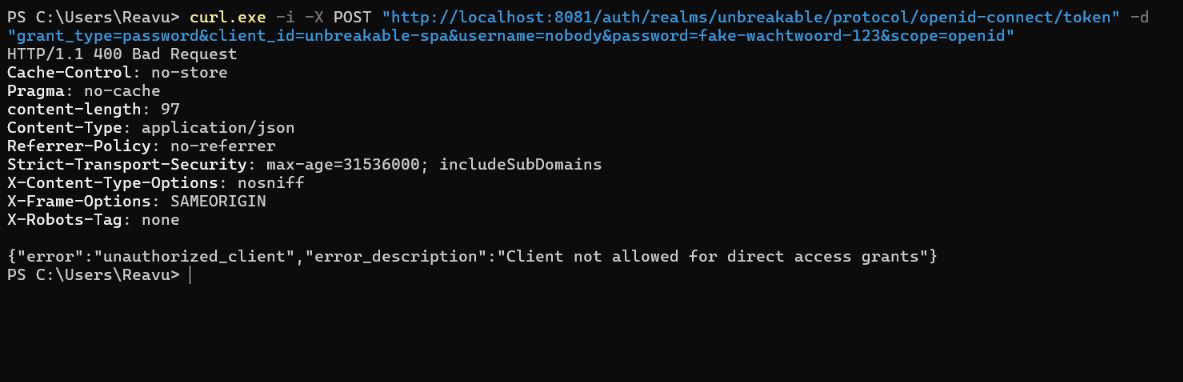 PS C:\Users\Reavu> curl.exe -i -X POST "http://localhost:8081/auth/realms/unbreakable/protocol/openid-connect/token" -d
"grant_type=password&client_id=unbreakable-spa&username=nobody&password=fake-wachtwoord-123&scope=openid"
HTTP/1.1 400 Bad Request
Cache-Control: no-store
Pragma: no-cache
content-length: 97
Content-Type: application/json
Referrer-Policy: no-referrer
Strict-Transport-Security: max-age=31536000; includeSubDomains
X-Content-Type-Options: nosniff
X-Frame-Options: SAMEORIGIN
X-Robots-Tag: none

{"error":"unauthorized_client","error_description":"Client not allowed for direct access grants"}
PS C:\Users\Reavu>